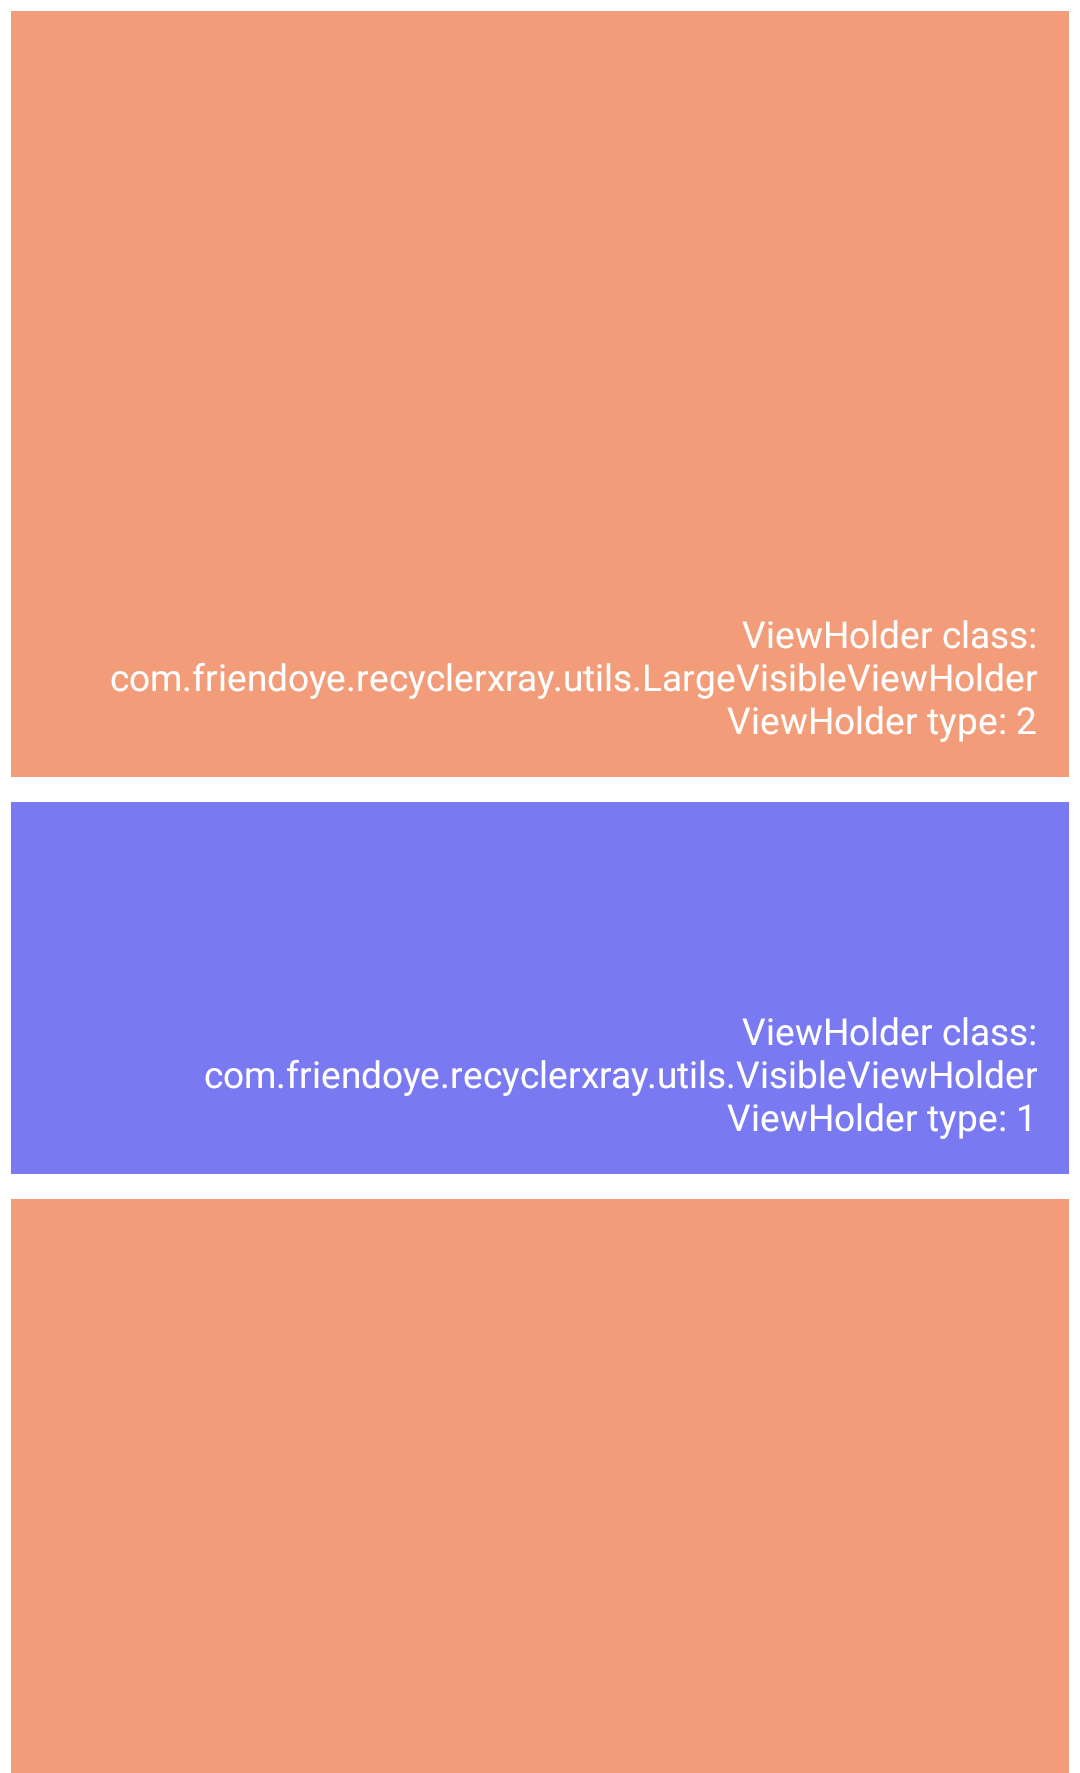 ViewHolder class:
com.friendoye.recyclerxray.utils.LargeVisibleViewHolder
ViewHolder type: 2
ViewHolder class:
com.friendoye.recyclerxray.utils.VisibleViewHolder
ViewHolder type: 1